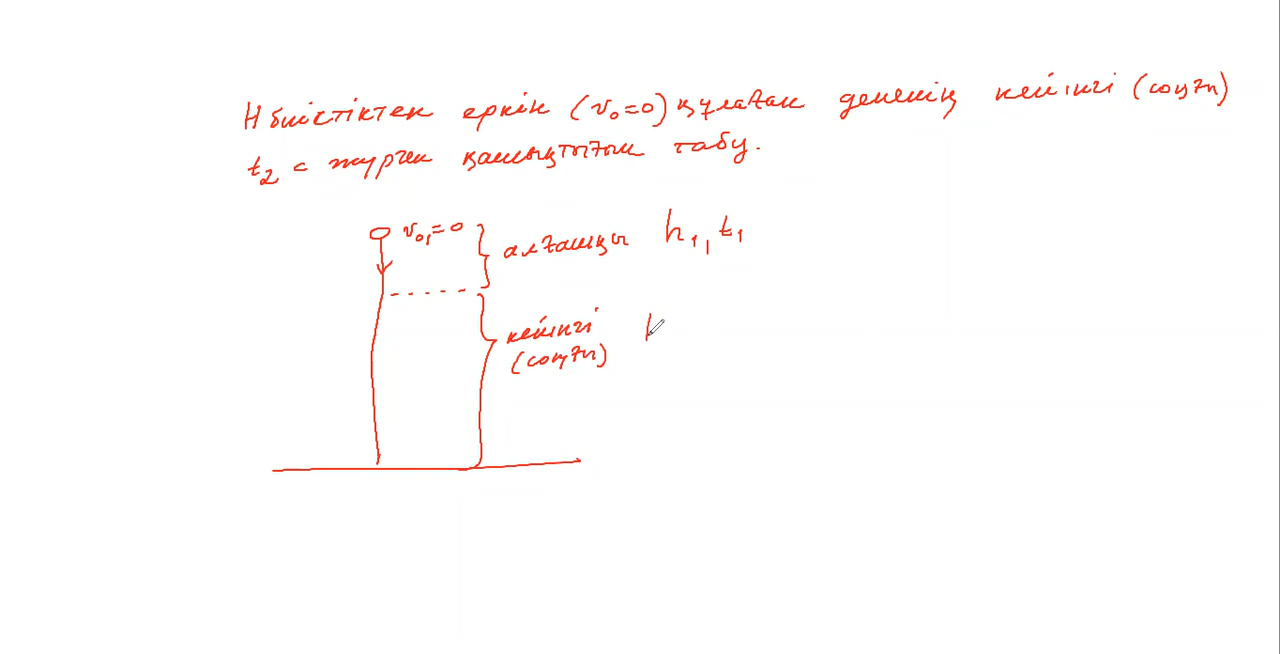 H биіктіктен еркін (v₀=0) құлаған дененің кейінгі (соңғы)
t₂ с жүрген қашықтығын табу.
v₀₁=0
алғашқы h₁, t₁
кейінгі
(соңғы)